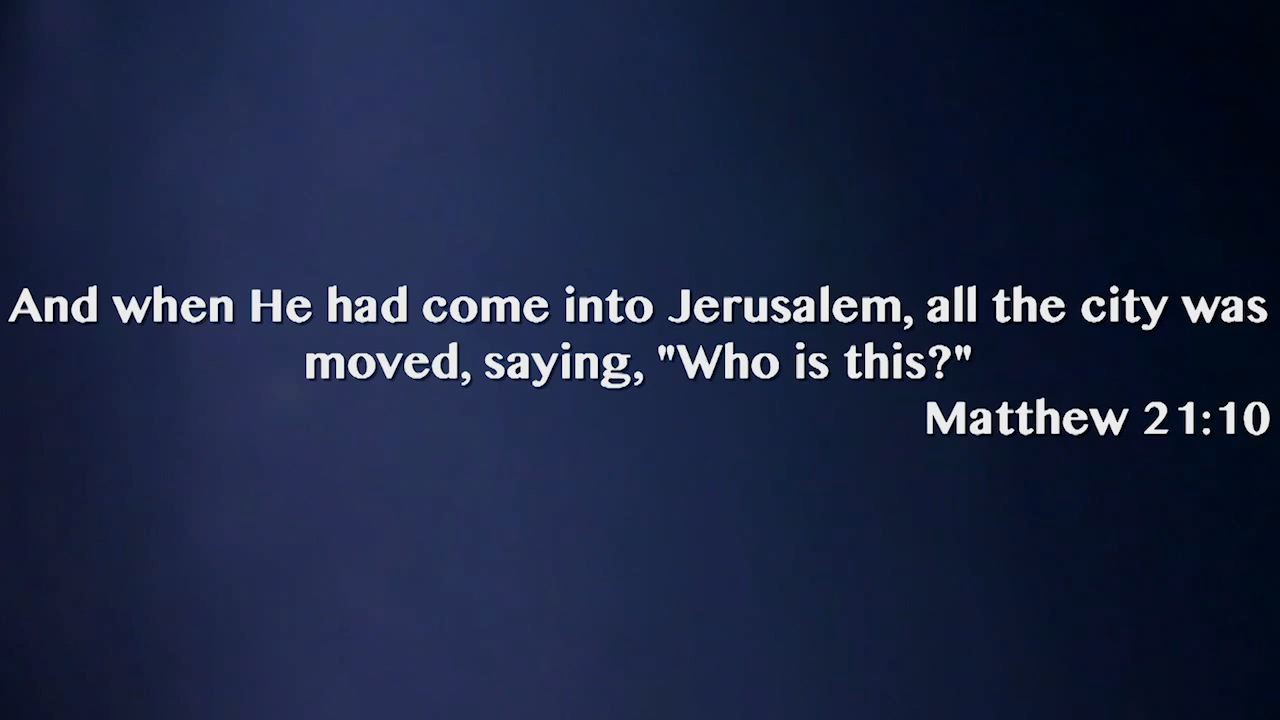 And when He had come into Jerusalem, all the city was
moved, saying, "Who is this?"
Matthew 21:10